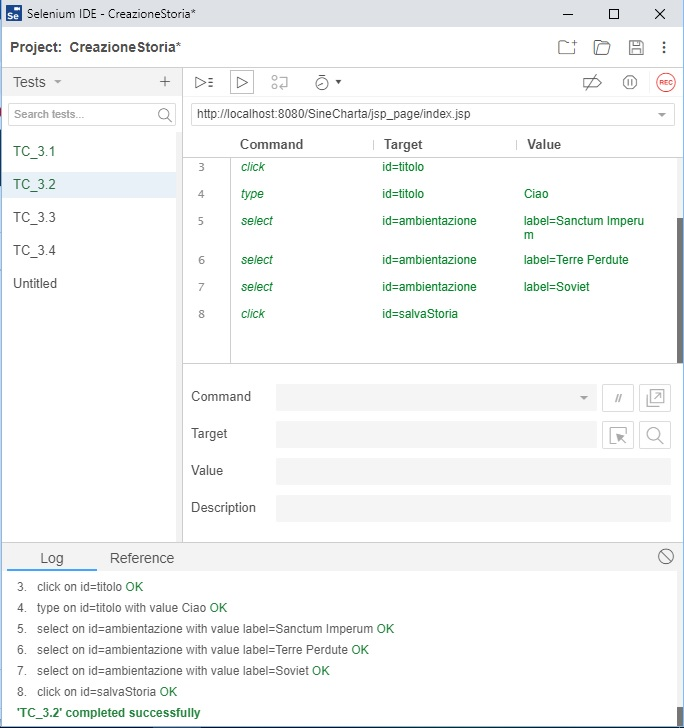 Se Selenium IDE - CreazioneStoria*
Project: CreazioneStoria*
Tests
REC
Search tests...
http://localhost:8080/SineCharta/jsp_page/index.jsp
Command Target Value
TC_3.1
TC_3.2
TC_3.3
TC_3.4
Untitled
3 click id=titolo
4 type id=titolo Ciao
5 select id=ambientazione label=Sanctum Imperu
m
6 select id=ambientazione label=Terre Perdute
7 select id=ambientazione label=Soviet
8 click id=salvaStoria
Command //
Target
Value
Description
Log Reference
3. click on id=titolo OK
4. type on id=titolo with value Ciao OK
5. select on id=ambientazione with value label=Sanctum Imperum OK
6. select on id=ambientazione with value label=Terre Perdute OK
7. select on id=ambientazione with value label=Soviet OK
8. click on id=salvaStoria OK
'TC_3.2' completed successfully